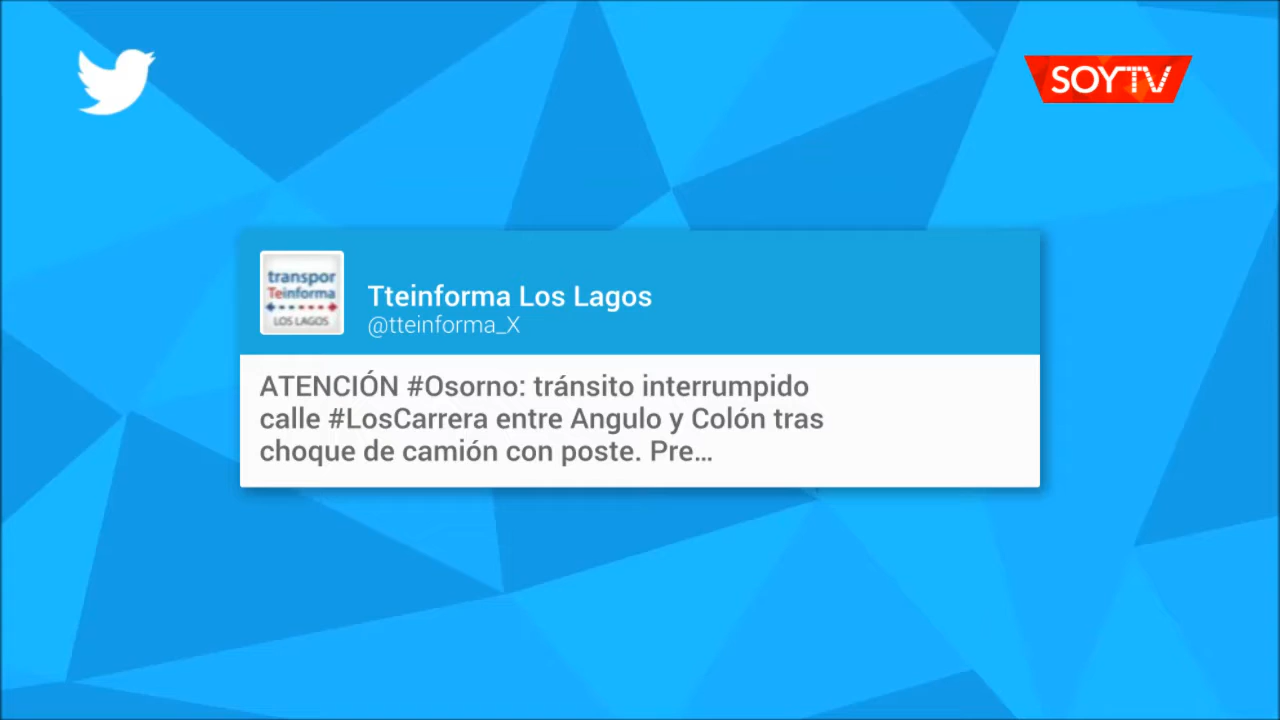 SOYTV
transpor
Teinforma
LOS LAGOS
Tteinforma Los Lagos
@tteinforma_X
ATENCIÓN #Osorno: tránsito interrumpido
calle #LosCarrera entre Angulo y Colón tras
choque de camión con poste. Pre...